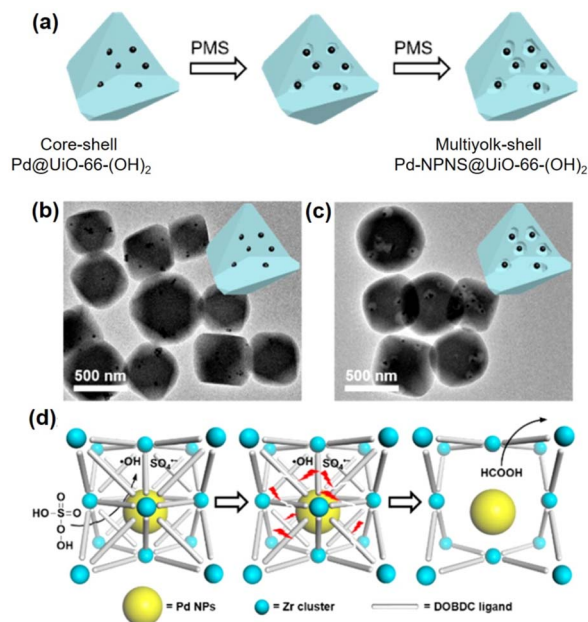 (a)
PMS
PMS
Core-shell
Pd@UiO-66-(OH)₂
Multiyolk-shell
Pd-NPNS@UiO-66-(OH)₂
(b)
500 nm
(c)
500 nm
(d)
•OH SO₄•−
•OH SO₄•−
HCOOH
O
HO-S=O
O
OH
= Pd NPs
= Zr cluster
= DOBDC ligand